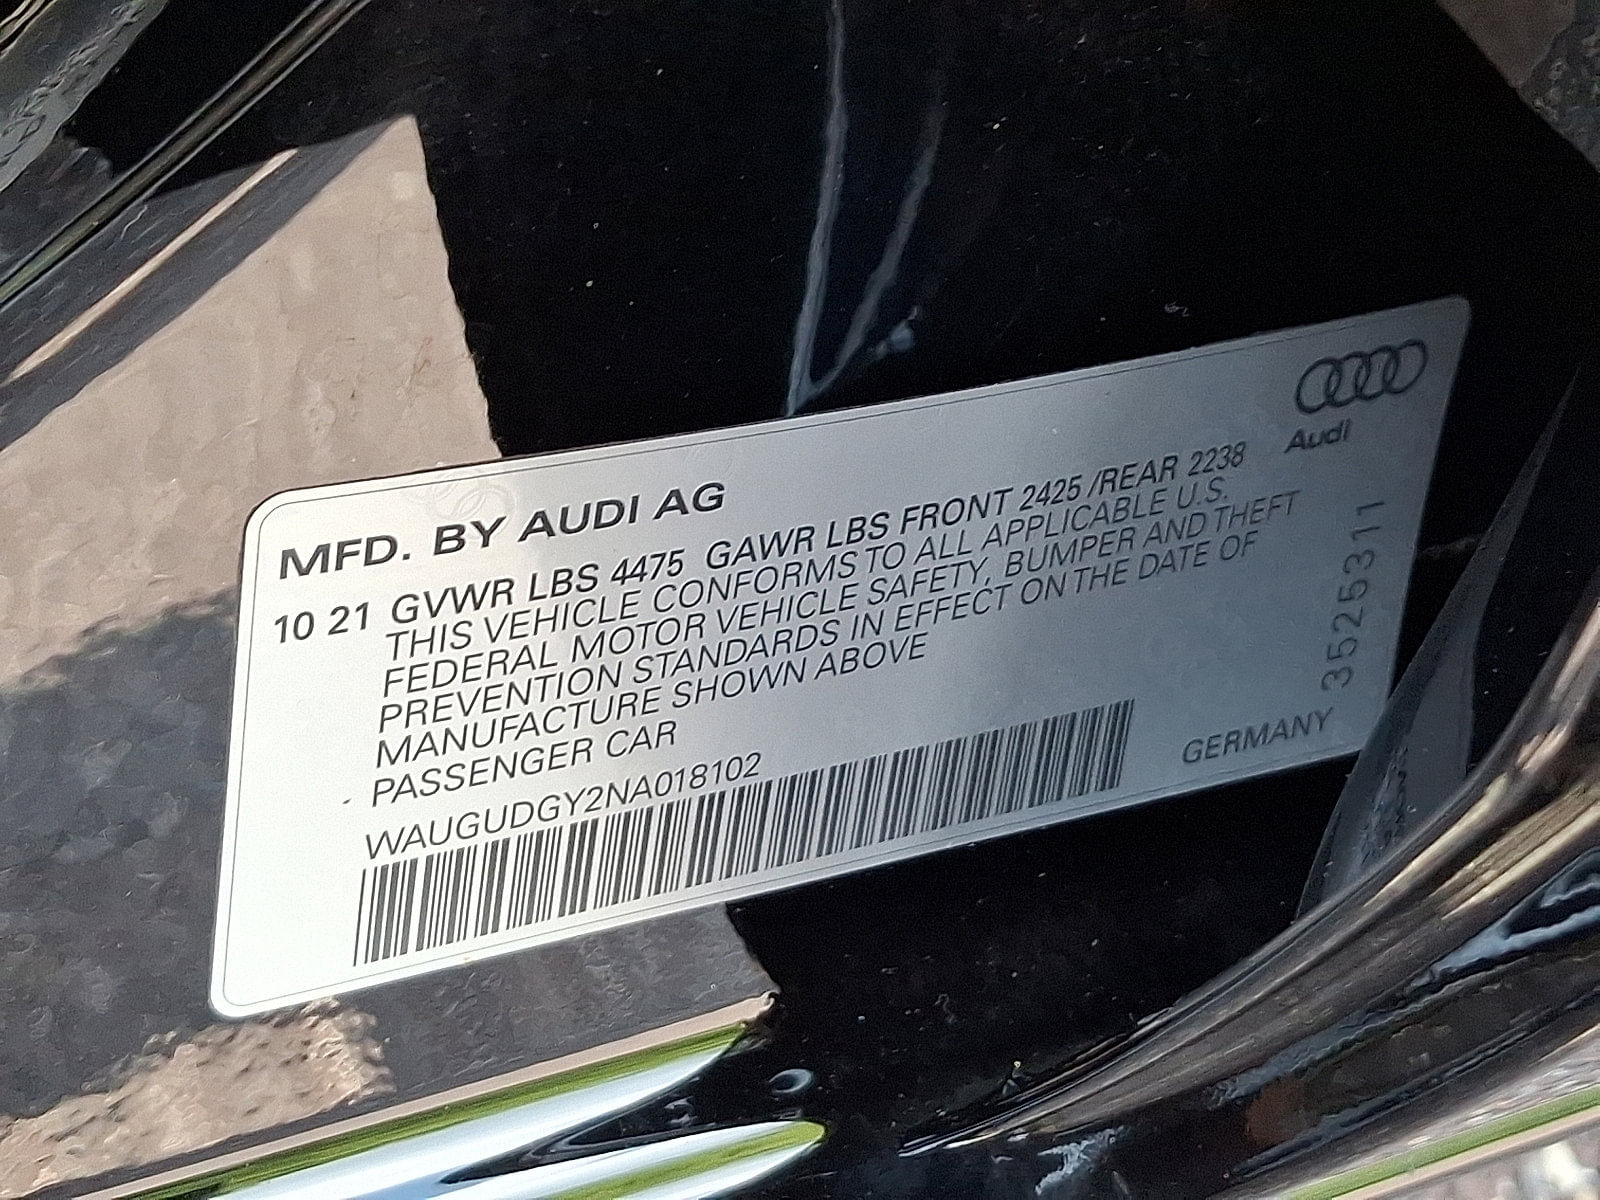 Audi
MFD. BY AUDI AG
10 21 GVWR LBS 4475 GAWR LBS FRONT 2425 /REAR 2238
THIS VEHICLE CONFORMS TO ALL APPLICABLE U.S.
FEDERAL MOTOR VEHICLE SAFETY, BUMPER AND THEFT
PREVENTION STANDARDS IN EFFECT ON THE DATE OF
MANUFACTURE SHOWN ABOVE
PASSENGER CAR
WAUGUDGY2NA018102
GERMANY
3525311